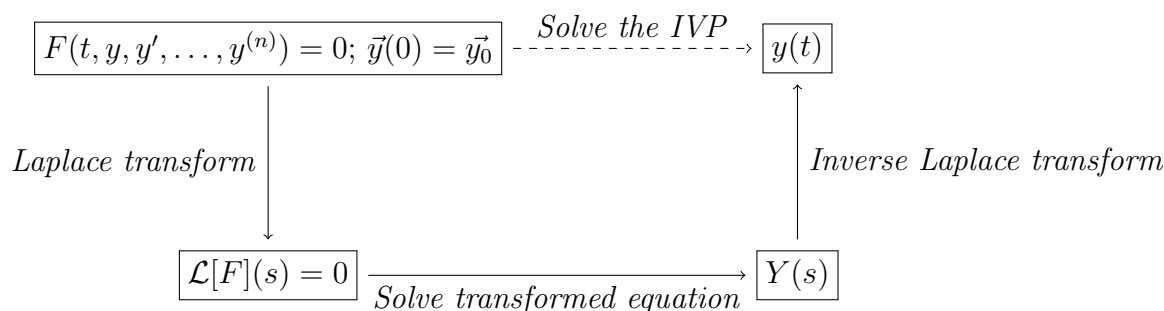 F(t, y, y′, . . . , y⁽ⁿ⁾) = 0; y⃗(0) = y⃗₀
Solve the IVP
y(t)
Laplace transform
Inverse Laplace transform
ℒ[F](s) = 0
Solve transformed equation
Y(s)